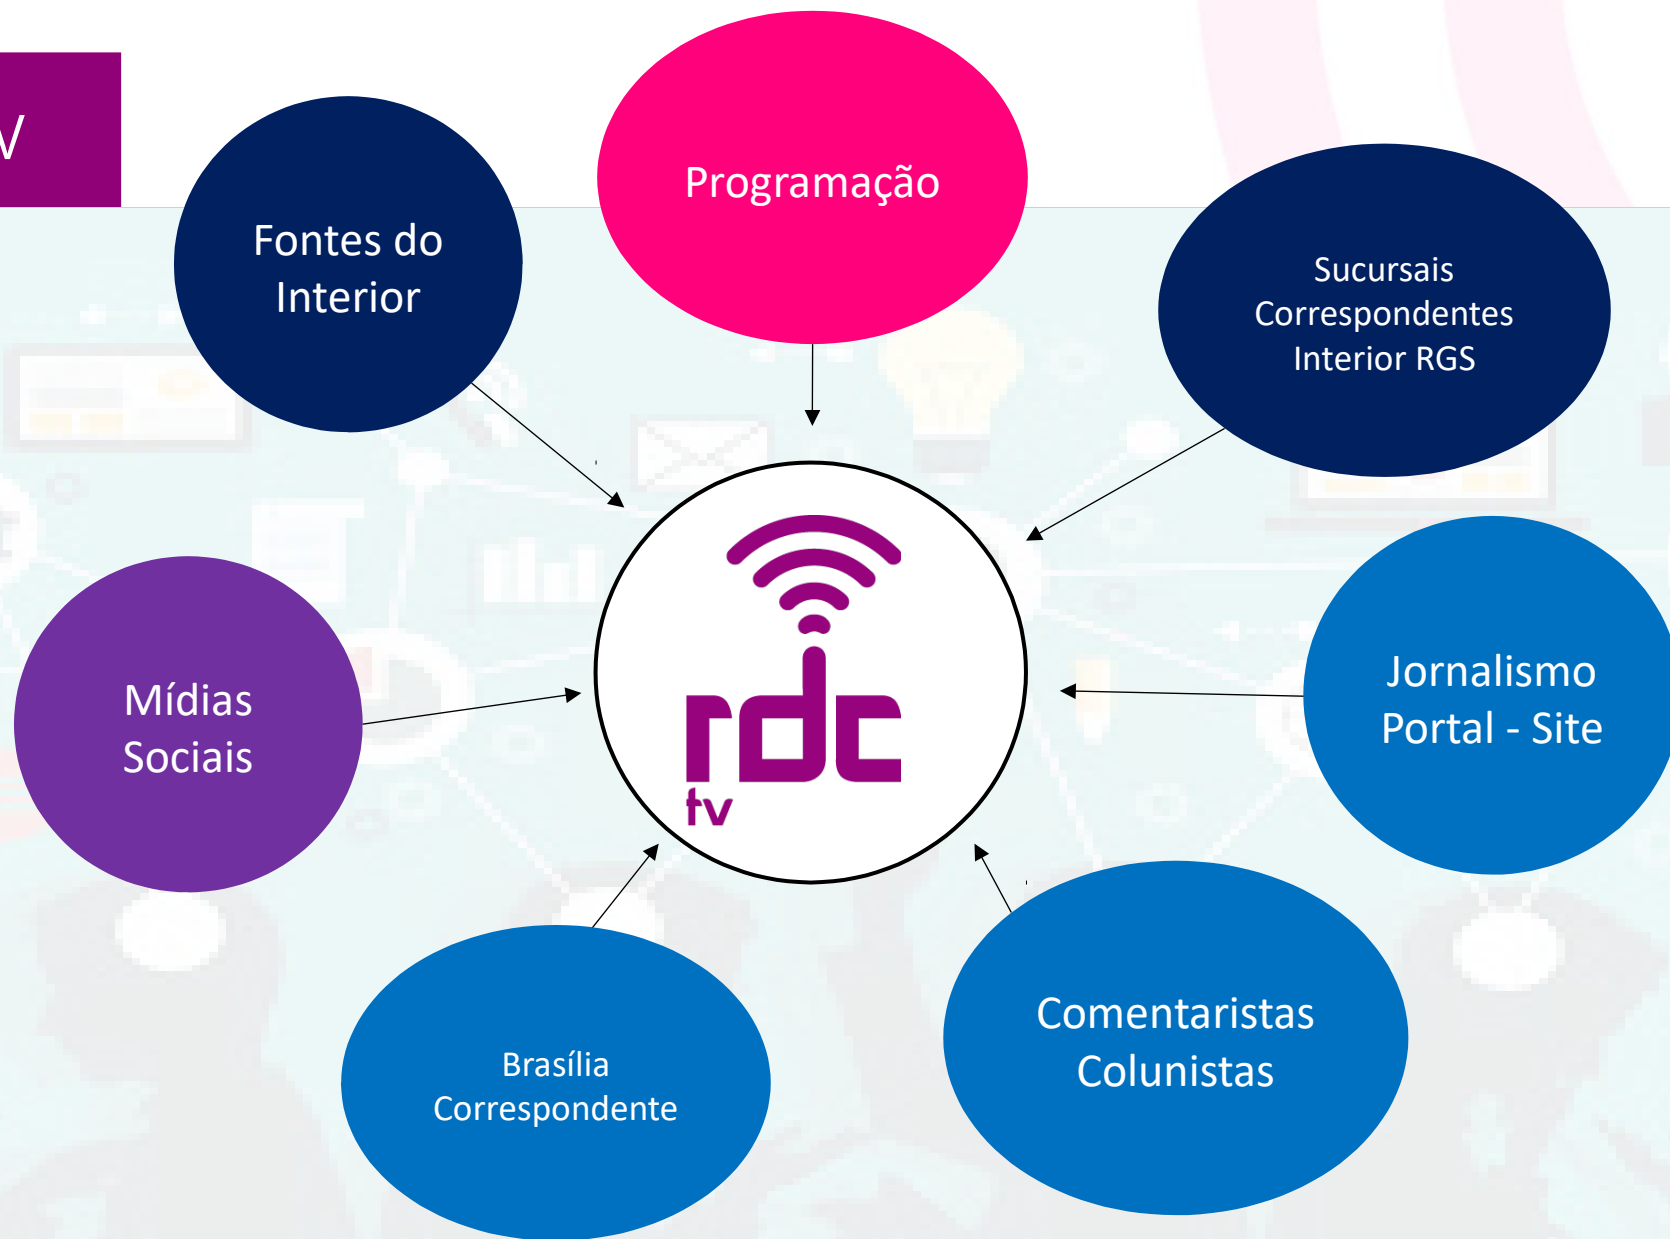 V
Programação
Fontes do
Interior
Sucursais
Correspondentes
Interior RGS
rdc
tv
Mídias
Sociais
Jornalismo
Portal - Site
Comentaristas
Colunistas
Brasília
Correspondente